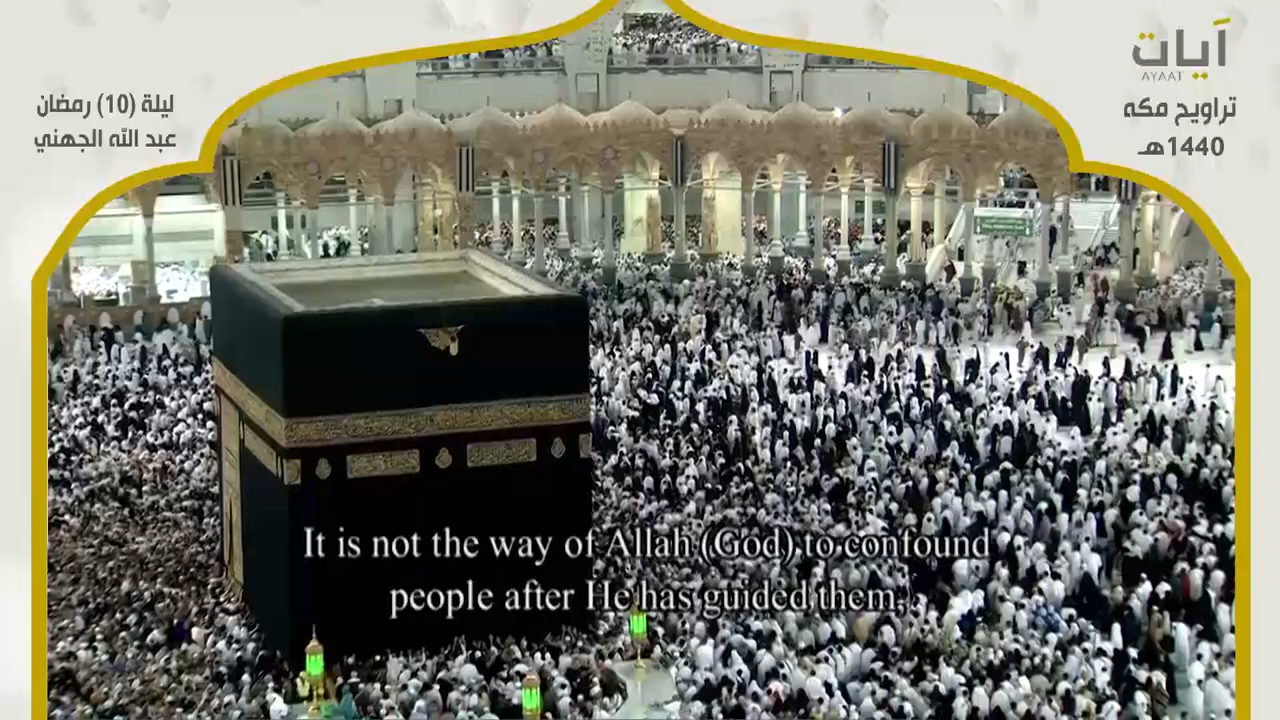 آيات
AYAAT
تراويح مكه
1440هـ
ليلة (10) رمضان
عبد الله الجهني
It is not the way of Allah (God) to confound
people after He has guided them,